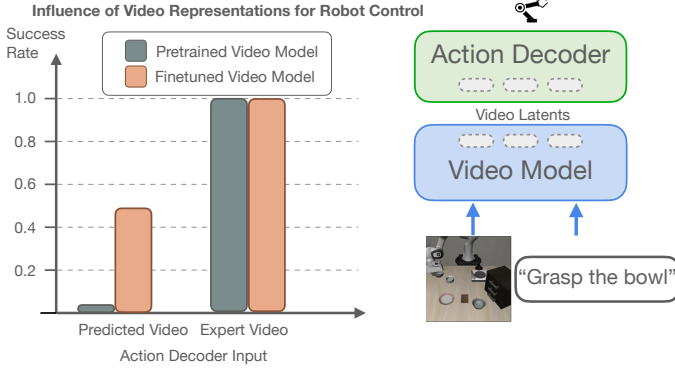 Influence of Video Representations for Robot Control
Success
Rate
Pretrained Video Model
Finetuned Video Model
1.0
0.8
0.6
0.4
0.2
Predicted Video
Expert Video
Action Decoder Input
Action Decoder
Video Latents
Video Model
“Grasp the bowl”